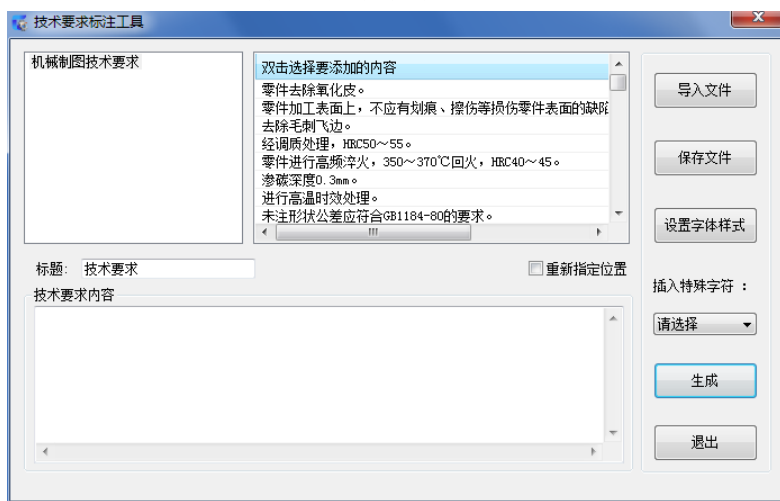 技术要求标注工具
机械制图技术要求
双击选择要添加的内容
零件去除氧化皮。
零件加工表面上，不应有划痕、擦伤等损伤零件表面的缺陷
去除毛刺飞边。
经调质处理，HRC50～55。
零件进行高频淬火，350～370℃回火，HRC40～45。
渗碳深度0.3mm。
进行高温时效处理。
未注形状公差应符合GB1184-80的要求。
导入文件
保存文件
设置字体样式
插入特殊字符：
请选择
生成
退出
标题: 技术要求
重新指定位置
技术要求内容